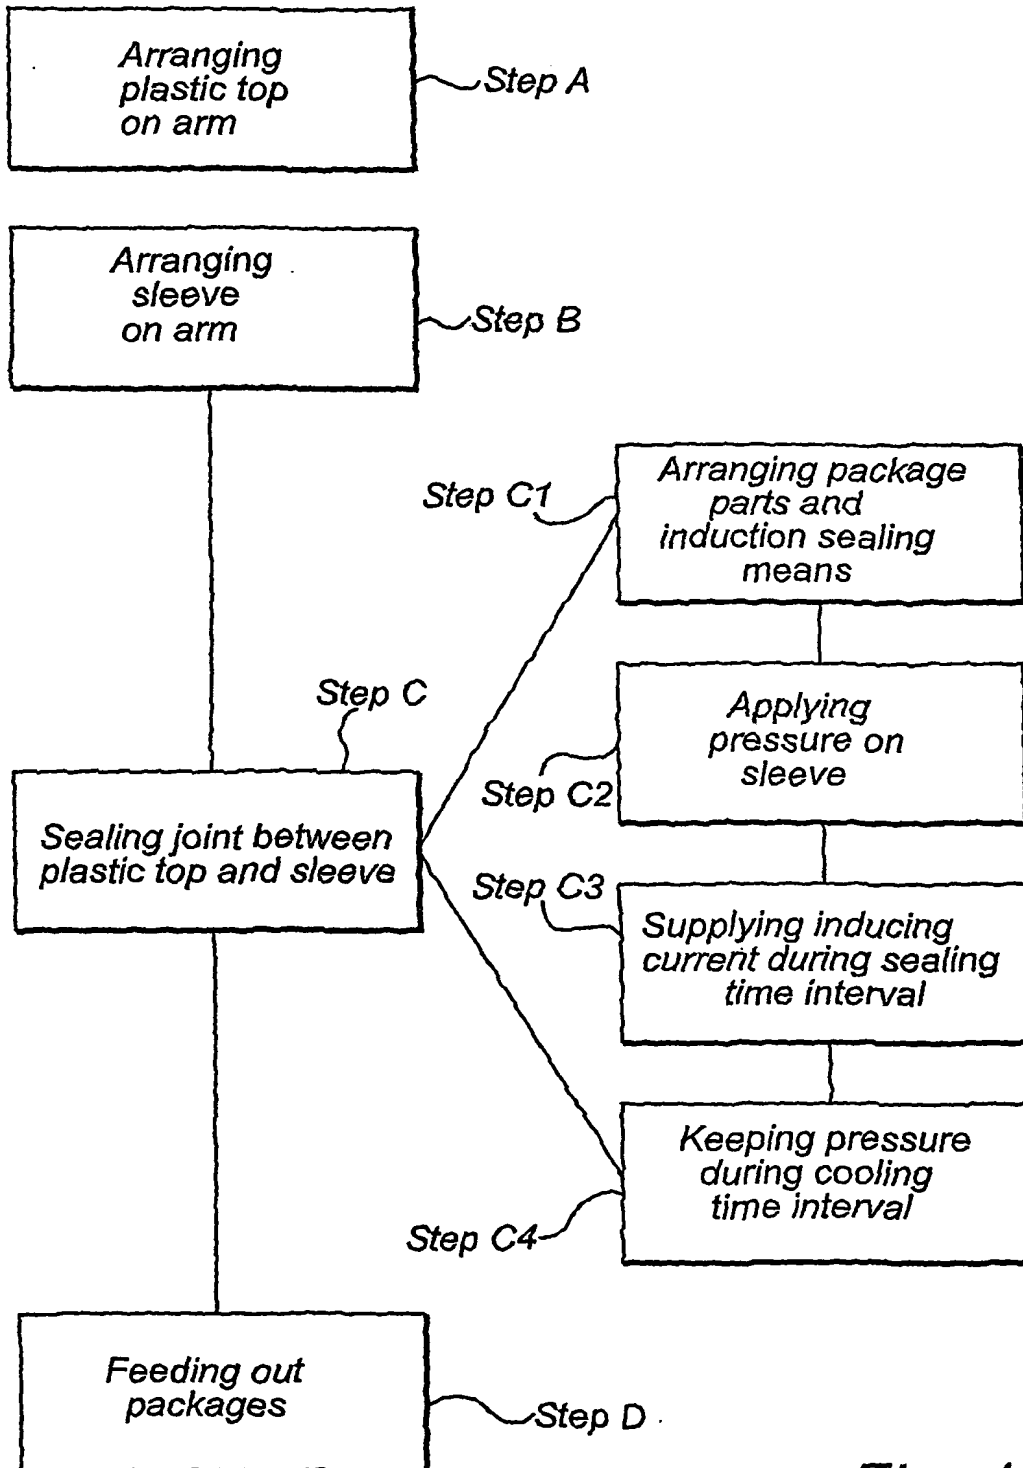 Arranging
plastic top
on arm
Step A
Arranging
sleeve
on arm
Step B
Step C1
Arranging package
parts and
induction sealing
means
Step C
Applying
pressure on
sleeve
Step C2
Sealing joint between
plastic top and sleeve
Step C3
Supplying inducing
current during sealing
time interval
Keeping pressure
during cooling
time interval
Step C4
Feeding out
packages
Step D